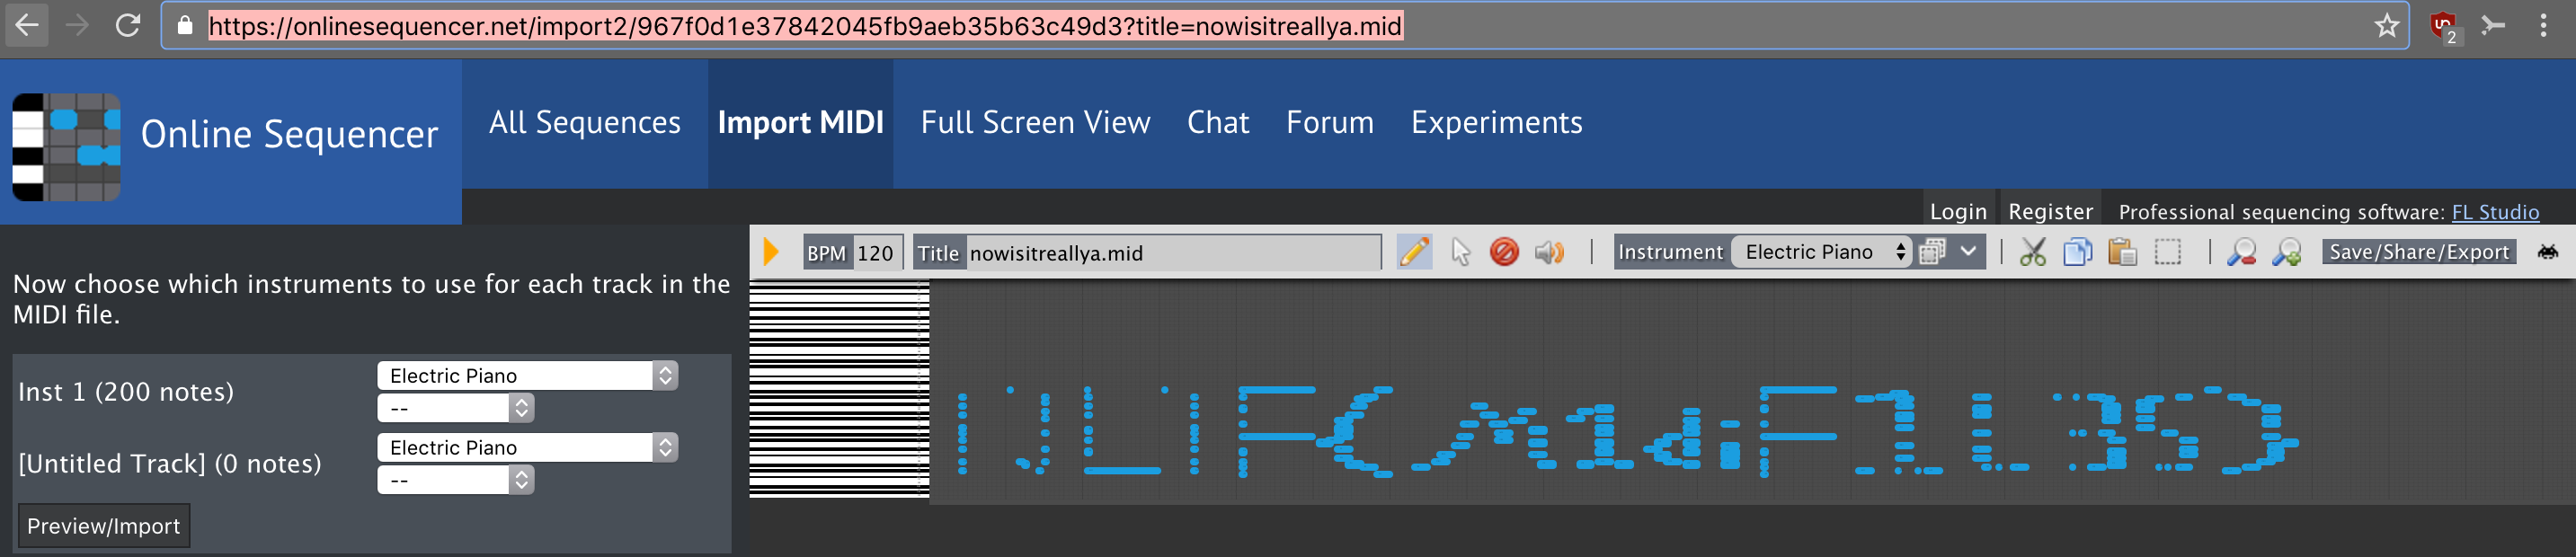 https://onlinesequencer.net/import2/967f0d1e37842045fb9aeb35b63c49d3?title=nowisitreallya.mid
2
Online Sequencer
All Sequences Import MIDI Full Screen View Chat Forum Experiments
Login Register Professional sequencing software: FL Studio
BPM 120 Title nowisitreallya.mid Instrument Electric Piano Save/Share/Export
Now choose which instruments to use for each track in the
MIDI file.
Inst 1 (200 notes) Electric Piano
--
[Untitled Track] (0 notes) Electric Piano
--
Preview/Import